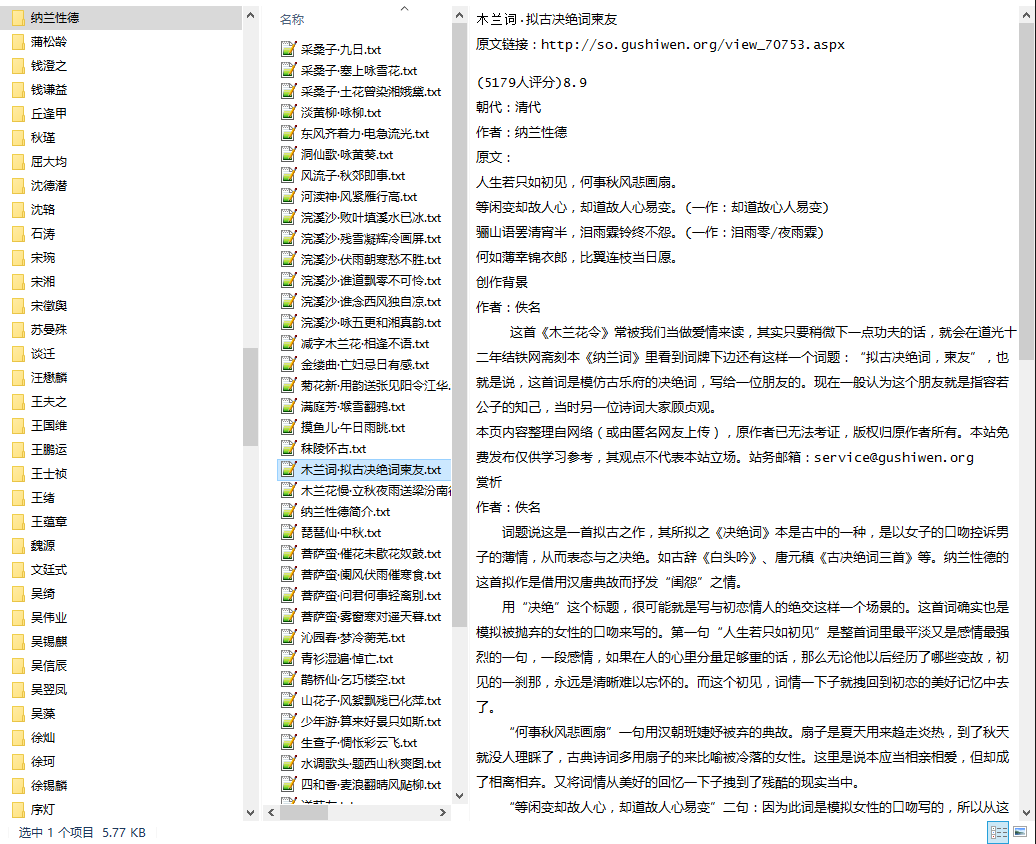 纳兰性德
蒲松龄
钱澄之
钱谦益
丘逢甲
秋瑾
屈大均
沈德潜
沈辂
石涛
宋琬
宋湘
宋徵舆
苏曼殊
谈迁
汪懋麟
王夫之
王国维
王鹏运
王士祯
王绪
王蕴章
魏源
文廷式
吴绮
吴伟业
吴锡麒
吴信辰
吴翌凤
吴藻
徐灿
徐珂
徐锡麟
序灯
选中 1 个项目 5.77 KB
名称
采桑子·九日.txt
采桑子·塞上咏雪花.txt
采桑子·土花曾染湘娥黛.txt
淡黄柳·咏柳.txt
东风齐着力·电急流光.txt
洞仙歌·咏黄葵.txt
风流子·秋郊即事.txt
河渎神·风紧雁行高.txt
浣溪沙·败叶填溪水已冰.txt
浣溪沙·残雪凝辉冷画屏.txt
浣溪沙·伏雨朝寒愁不胜.txt
浣溪沙·谁道飘零不可怜.txt
浣溪沙·谁念西风独自凉.txt
浣溪沙·咏五更和湘真韵.txt
减字木兰花·相逢不语.txt
金缕曲·亡妇忌日有感.txt
菊花新·用韵送张见阳令江华.
满庭芳·堠雪翻鸦.txt
摸鱼儿·午日雨眺.txt
秣陵怀古.txt
木兰词·拟古决绝词柬友.txt
木兰花慢·立秋夜雨送梁汾南行
纳兰性德简介.txt
琵琶仙·中秋.txt
菩萨蛮·催花未歇花奴鼓.txt
菩萨蛮·阑风伏雨催寒食.txt
菩萨蛮·问君何事轻离别.txt
菩萨蛮·雾窗寒对遥天暮.txt
沁园春·梦冷蘅芜.txt
青衫湿遍·悼亡.txt
鹊桥仙·乞巧楼空.txt
山花子·风絮飘残已化萍.txt
少年游·算来好景只如斯.txt
生查子·惆怅彩云飞.txt
水调歌头·题西山秋爽图.txt
四和香·麦浪翻晴风飐柳.txt
木兰词·拟古决绝词柬友
原文链接：http://so.gushiwen.org/view_70753.aspx
(5179人评分)8.9
朝代：清代
作者：纳兰性德
原文：
人生若只如初见，何事秋风悲画扇。
等闲变却故人心，却道故人心易变。(一作：却道故心人易变)
骊山语罢清宵半，泪雨霖铃终不怨。(一作：泪雨零/夜雨霖)
何如薄幸锦衣郎，比翼连枝当日愿。
创作背景
作者：佚名
这首《木兰花令》常被我们当做爱情来读，其实只要稍微下一点功夫的话，就会在道光十
二年结铁网斋刻本《纳兰词》里看到词牌下边还有这样一个词题：“拟古决绝词，柬友”，也
就是说，这首词是模仿古乐府的决绝词，写给一位朋友的。现在一般认为这个朋友就是指容若
公子的知己，当时另一位诗词大家顾贞观。
本页内容整理自网络（或由匿名网友上传），原作者已无法考证，版权归原作者所有。本站免
费发布仅供学习参考，其观点不代表本站立场。站务邮箱：service@gushiwen.org
赏析
作者：佚名
词题说这是一首拟古之作，其所拟之《决绝词》本是古中的一种，是以女子的口吻控诉男
子的薄情，从而表态与之决绝。如古辞《白头吟》、唐元稹《古决绝词三首》等。纳兰性德的
这首拟作是借用汉唐典故而抒发“闺怨”之情。
用“决绝”这个标题，很可能就是写与初恋情人的绝交这样一个场景的。这首词确实也是
模拟被抛弃的女性的口吻来写的。第一句“人生若只如初见”是整首词里最平淡又是感情最强
烈的一句，一段感情，如果在人的心里分量足够重的话，那么无论他以后经历了哪些变故，初
见的一刹那，永远是清晰难以忘怀的。而这个初见，词情一下子就拽回到初恋的美好记忆中去
了。
“何事秋风悲画扇”一句用汉朝班婕妤被弃的典故。扇子是夏天用来趋走炎热，到了秋天
就没人理睬了，古典诗词多用扇子的来比喻被冷落的女性。这里是说本应当相亲相爱，但却成
了相离相弃。又将词情从美好的回忆一下子拽到了残酷的现实当中。
“等闲变却故人心，却道故人心易变”二句：因为此词是模拟女性的口吻写的，所以从这